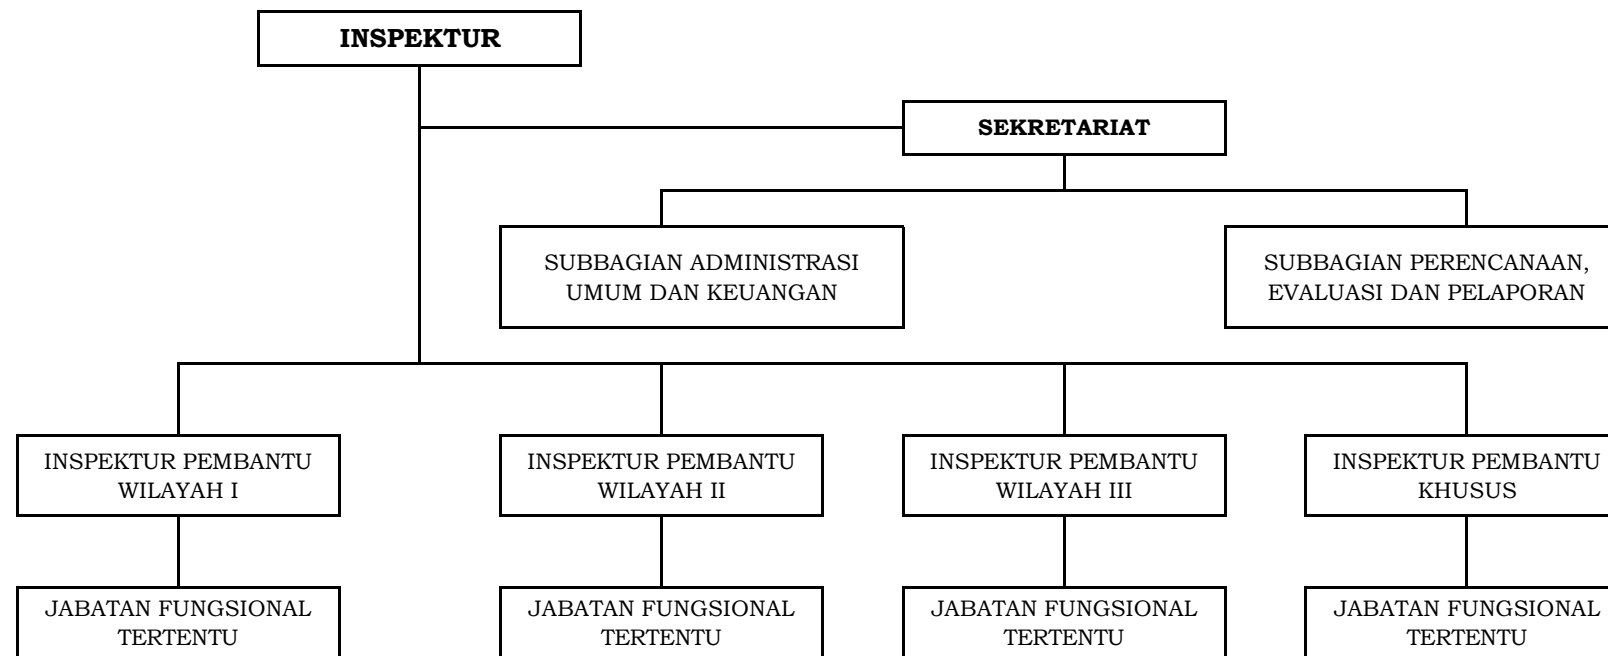 INSPEKTUR
SEKRETARIAT
SUBBAGIAN ADMINISTRASI
UMUM DAN KEUANGAN
SUBBAGIAN PERENCANAAN,
EVALUASI DAN PELAPORAN
INSPEKTUR PEMBANTU
WILAYAH I
INSPEKTUR PEMBANTU
WILAYAH II
INSPEKTUR PEMBANTU
WILAYAH III
INSPEKTUR PEMBANTU
KHUSUS
JABATAN FUNGSIONAL
TERTENTU
JABATAN FUNGSIONAL
TERTENTU
JABATAN FUNGSIONAL
TERTENTU
JABATAN FUNGSIONAL
TERTENTU